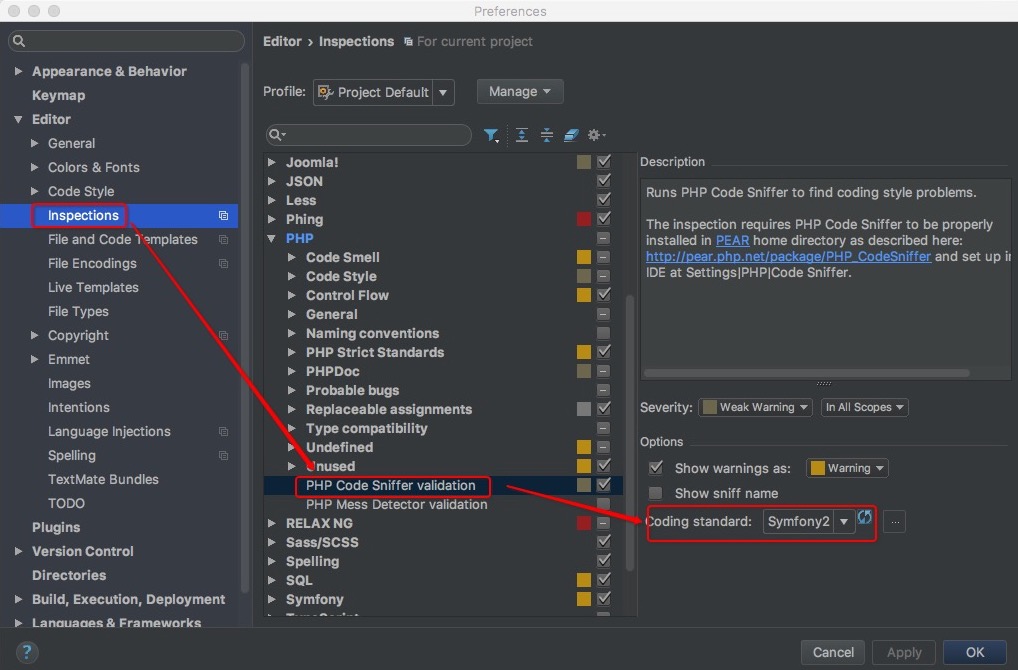 Preferences
Editor › Inspections For current project
Appearance & Behavior
Keymap
Editor
General
Colors & Fonts
Code Style
Inspections
File and Code Templates
File Encodings
Live Templates
File Types
Copyright
Emmet
Images
Intentions
Language Injections
Spelling
TextMate Bundles
TODO
Plugins
Version Control
Directories
Build, Execution, Deployment
Languages & Frameworks
Profile: Project Default Manage
Joomla!
JSON
Less
Phing
PHP
Code Smell
Code Style
Control Flow
General
Naming conventions
PHP Strict Standards
PHPDoc
Probable bugs
Replaceable assignments
Type compatibility
Undefined
Unused
PHP Code Sniffer validation
PHP Mess Detector validation
RELAX NG
Sass/SCSS
Spelling
SQL
Symfony
TypeScript
Description
Runs PHP Code Sniffer to find coding style problems.
The inspection requires PHP Code Sniffer to be properly
installed in PEAR home directory as described here:
http://pear.php.net/package/PHP_CodeSniffer and set up in
IDE at Settings|PHP|Code Sniffer.
Severity: Weak Warning In All Scopes
Options
Show warnings as: Warning
Show sniff name
Coding standard: Symfony2 ...
? Cancel Apply OK